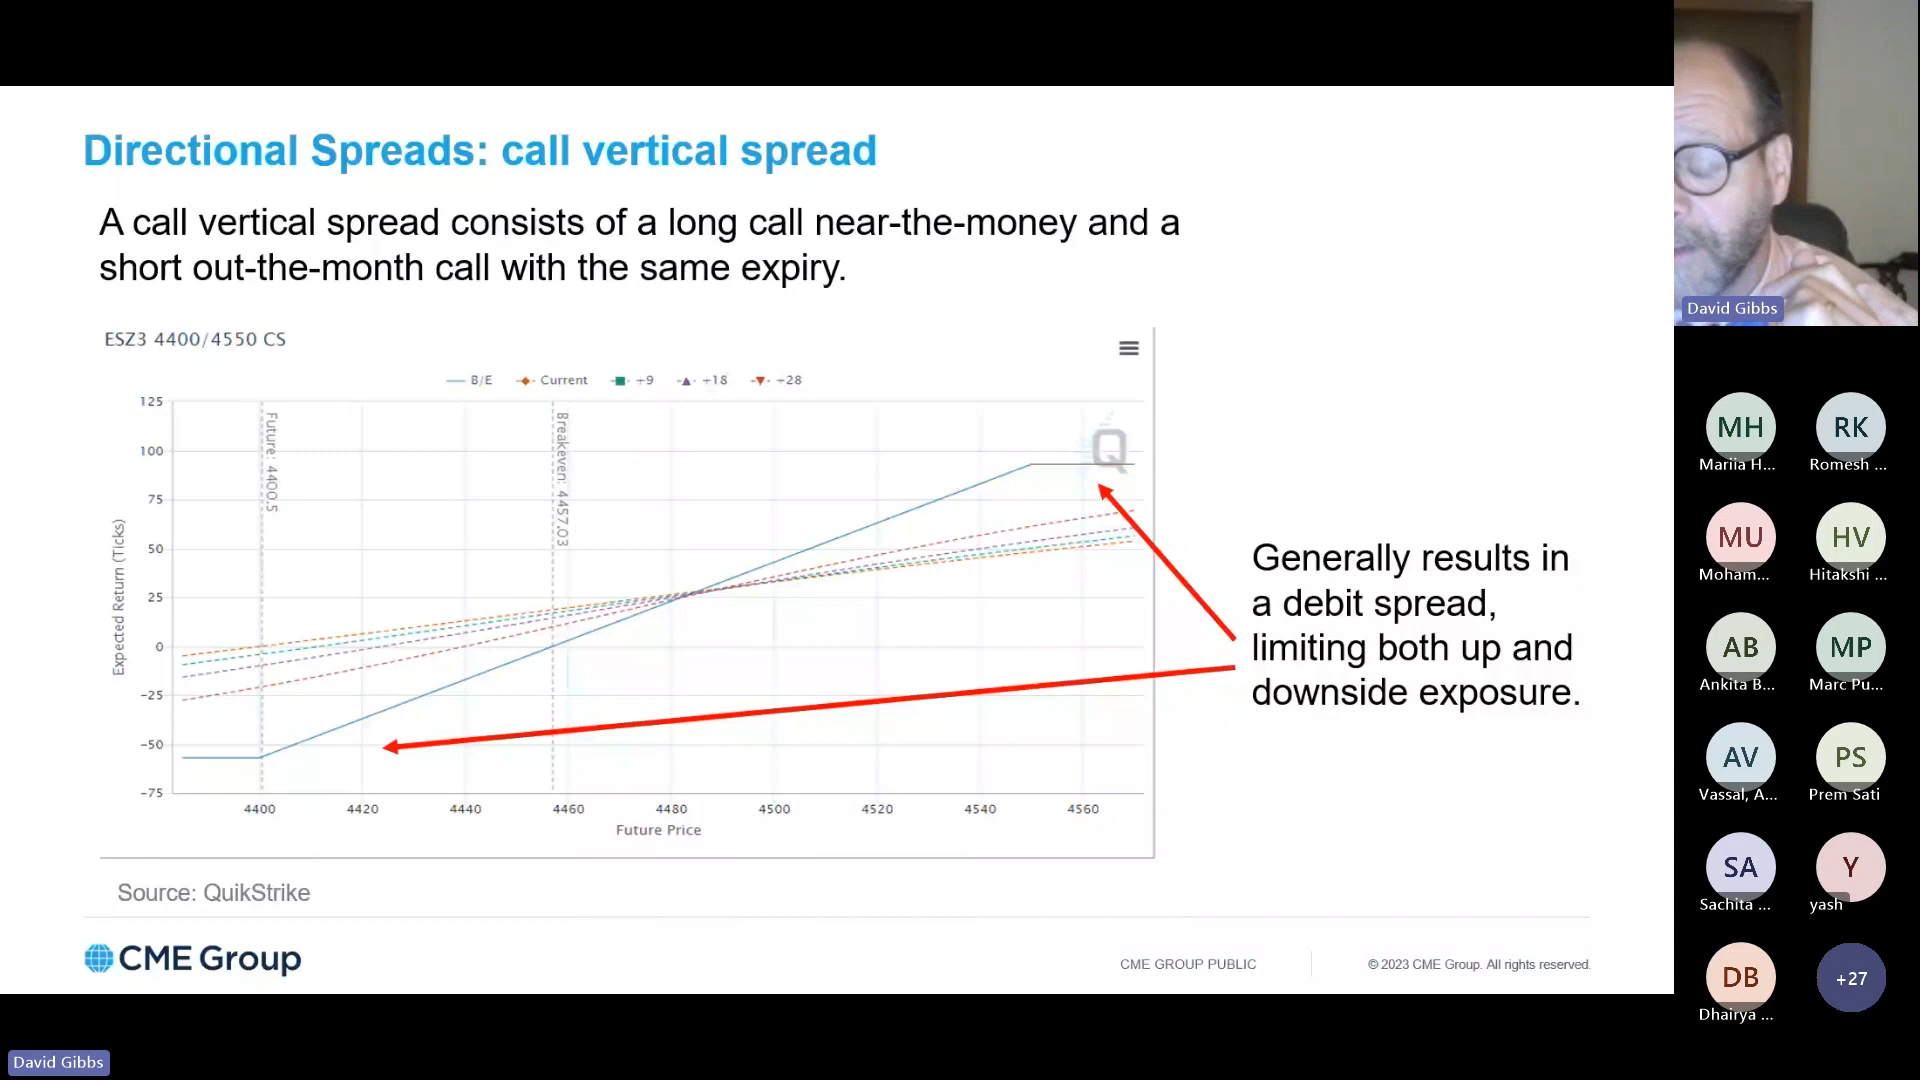 Directional Spreads: call vertical spread
A call vertical spread consists of a long call near-the-money and a
short out-the-month call with the same expiry.
ESZ3 4400/4550 CS
B/E Current +9 +18 +28
125
100
75
50
25
0
-25
-50
-75
Expected Return (Ticks)
Future: 4400.5
Breakeven: 4457.03
Q
4400 4420 4440 4460 4480 4500 4520 4540 4560
Future Price
Generally results in
a debit spread,
limiting both up and
downside exposure.
Source: QuikStrike
CME Group
CME GROUP PUBLIC
© 2023 CME Group. All rights reserved.
David Gibbs
David Gibbs
MH RK
Mariia H... Romesh ...
MU HV
Moham... Hitakshi ...
AB MP
Ankita B... Marc Pu...
AV PS
Vassal, A... Prem Sati
SA Y
Sachita ... yash
DB +27
Dhairya ...